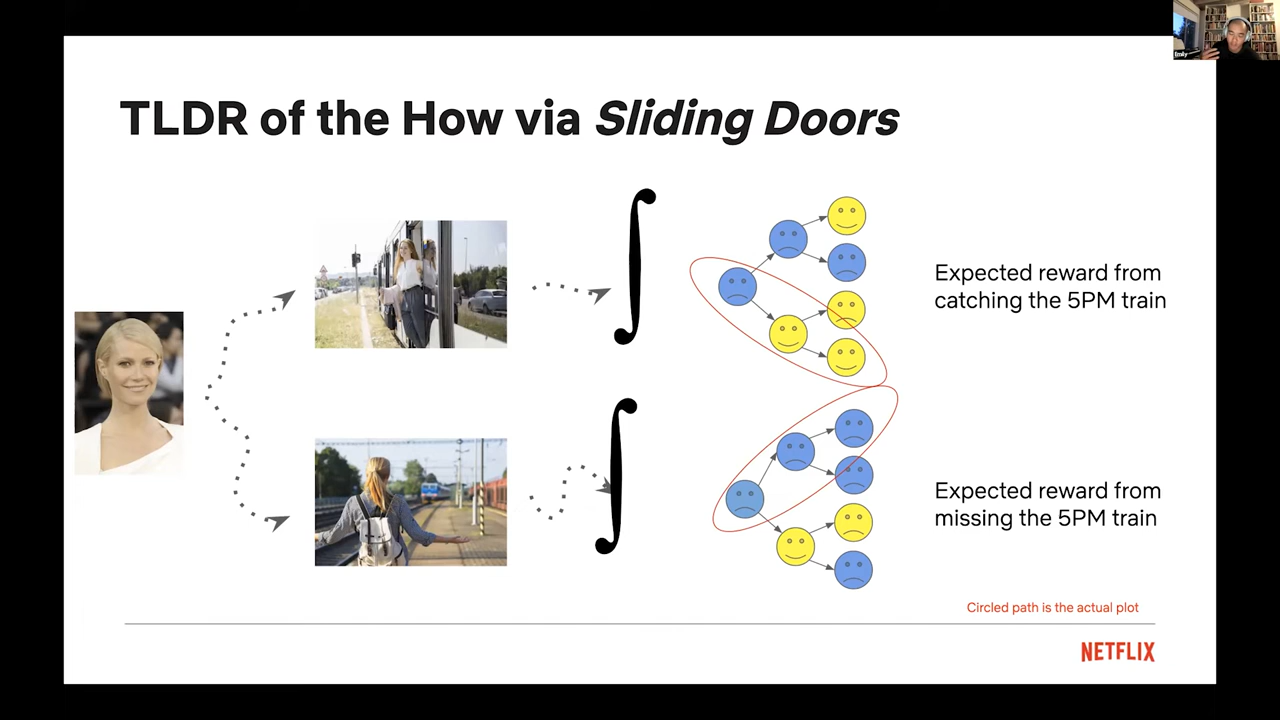 TLDR of the How via Sliding Doors
Expected reward from
catching the 5PM train
Expected reward from
missing the 5PM train
Circled path is the actual plot
NETFLIX